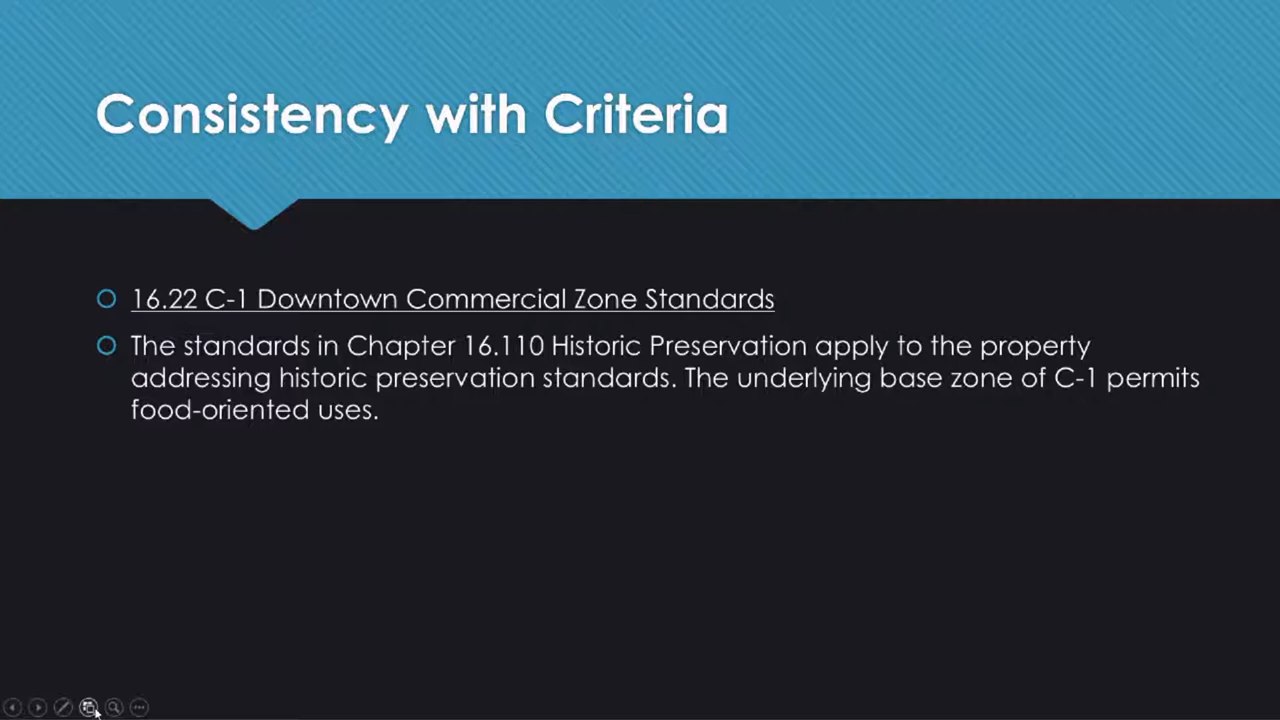 Consistency with Criteria
16.22 C-1 Downtown Commercial Zone Standards
The standards in Chapter 16.110 Historic Preservation apply to the property
addressing historic preservation standards. The underlying base zone of C-1 permits
food-oriented uses.